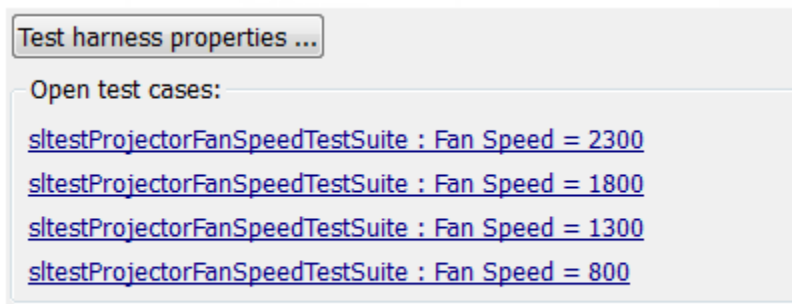 Test harness properties ...
Open test cases:
sltestProjectorFanSpeedTestSuite : Fan Speed = 2300
sltestProjectorFanSpeedTestSuite : Fan Speed = 1800
sltestProjectorFanSpeedTestSuite : Fan Speed = 1300
sltestProjectorFanSpeedTestSuite : Fan Speed = 800